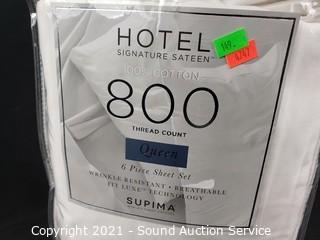 HOTEL
SIGNATURE SATEEN
100% COTTON
800
THREAD COUNT
Queen
6 Piece Sheet Set
WRINKLE RESISTANT • BREATHABLE
FIT LUXE TECHNOLOGY
SUPIMA
Copyright 2021 - Sound Auction Service